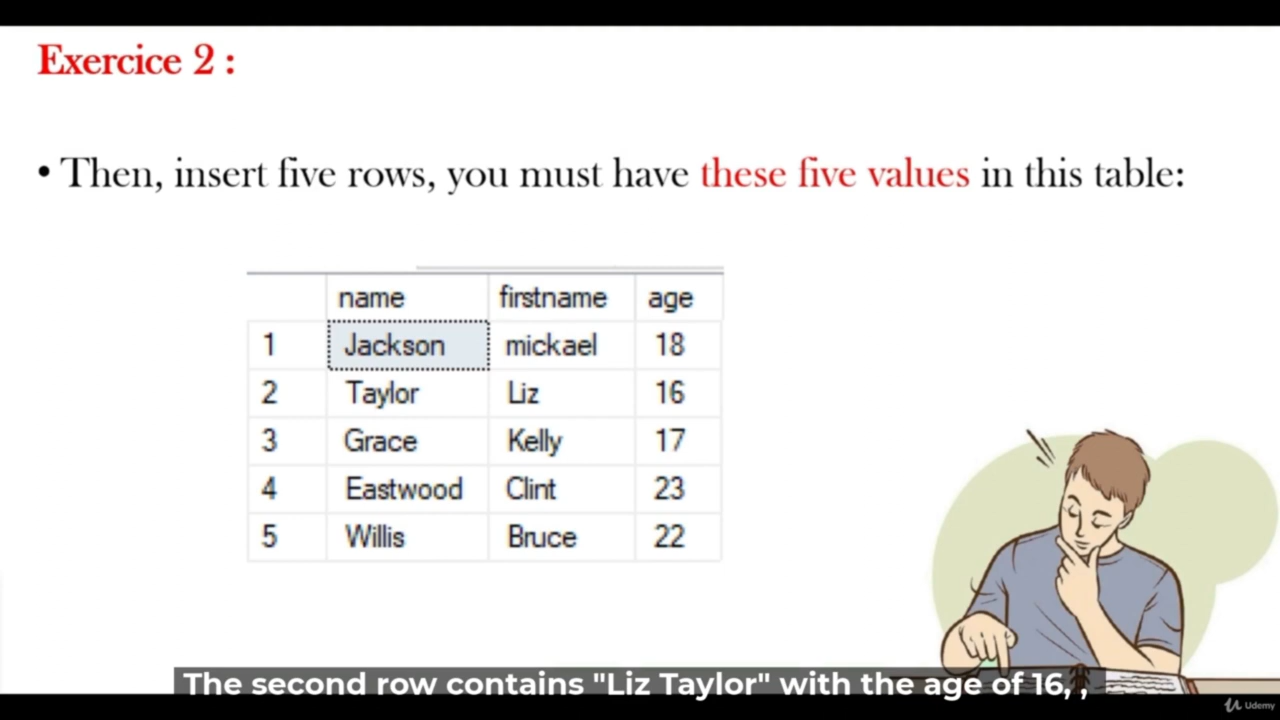 Exercice 2 :
• Then, insert five rows, you must have these five values in this table:
name firstname age
1 Jackson mickael 18
2 Taylor Liz 16
3 Grace Kelly 17
4 Eastwood Clint 23
5 Willis Bruce 22
The second row contains "Liz Taylor" with the age of 16, ,
Udemy